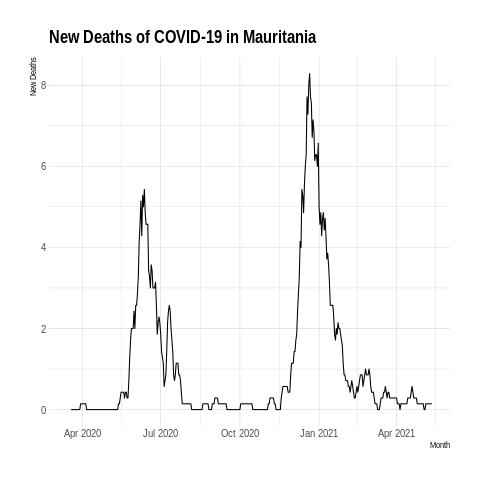 New Deaths of COVID-19 in Mauritania
New Deaths
8
6
4
2
0
Apr 2020 Jul 2020 Oct 2020 Jan 2021 Apr 2021
Month